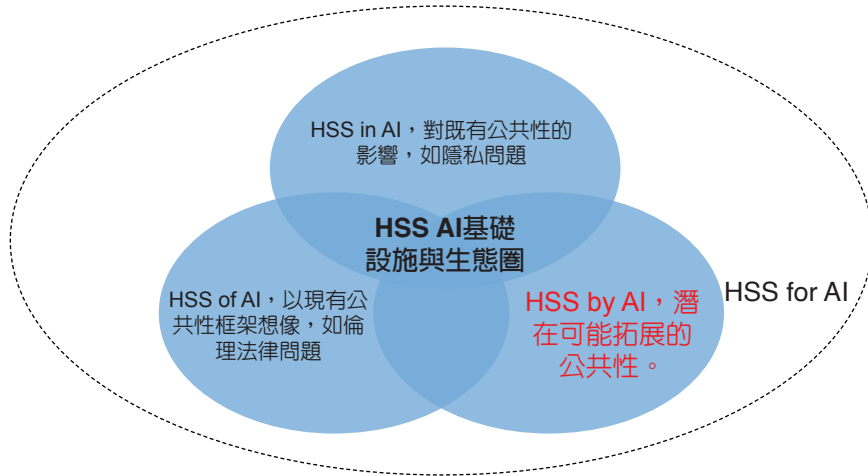 HSS in AI，對既有公共性的
影響，如隱私問題
HSS AI基礎
設施與生態圈
HSS of AI，以現有公
共性框架想像，如倫
理法律問題
HSS by AI，潛
在可能拓展的
公共性。
HSS for AI